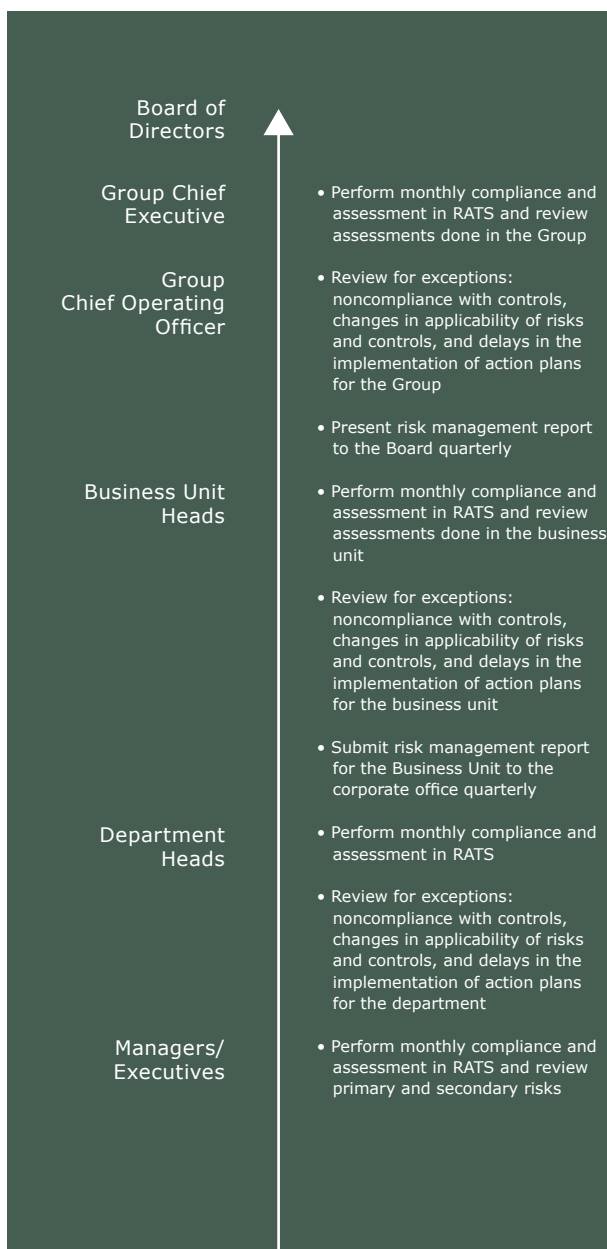 Board of
Directors
Group Chief
Executive
• Perform monthly compliance and
assessment in RATS and review
assessments done in the Group
Group
Chief Operating
Officer
• Review for exceptions:
noncompliance with controls,
changes in applicability of risks
and controls, and delays in the
implementation of action plans
for the Group
• Present risk management report
to the Board quarterly
Business Unit
Heads
• Perform monthly compliance and
assessment in RATS and review
assessments done in the business
unit
• Review for exceptions:
noncompliance with controls,
changes in applicability of risks
and controls, and delays in the
implementation of action plans
for the business unit
• Submit risk management report
for the Business Unit to the
corporate office quarterly
Department
Heads
• Perform monthly compliance and
assessment in RATS
• Review for exceptions:
noncompliance with controls,
changes in applicability of risks
and controls, and delays in the
implementation of action plans
for the department
Managers/
Executives
• Perform monthly compliance and
assessment in RATS and review
primary and secondary risks